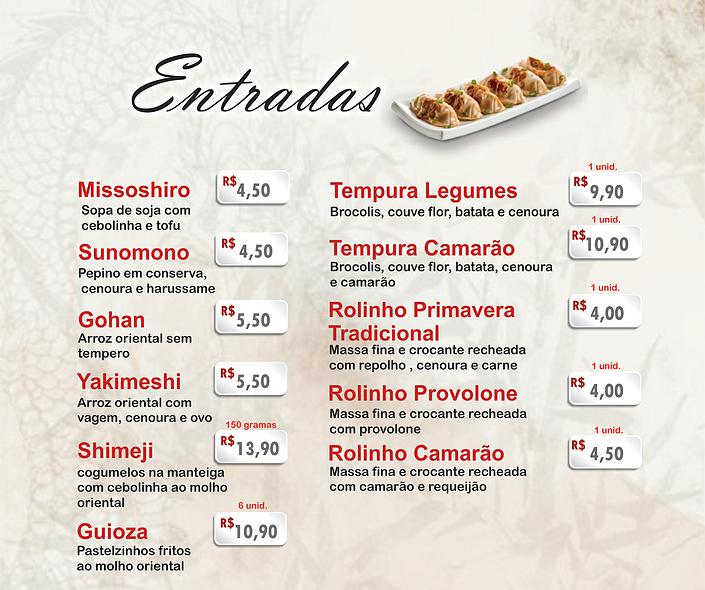 Entradas
Missoshiro
R$ 4,50
Sopa de soja com
cebolinha e tofu
Sunomono
R$ 4,50
Pepino em conserva,
cenoura e harussame
Gohan
R$ 5,50
Arroz oriental sem
tempero
Yakimeshi
R$ 5,50
Arroz oriental com
vagem, cenoura e ovo
150 gramas
Shimeji
R$ 13,90
cogumelos na manteiga
com cebolinha ao molho
oriental
6 unid.
Guioza
R$ 10,90
Pastelzinhos fritos
ao molho oriental
1 unid.
Tempura Legumes
R$ 9,90
Brocolis, couve flor, batata e cenoura
1 unid.
Tempura Camarão
R$ 10,90
Brocolis, couve flor, batata, cenoura
e camarão
1 unid.
Rolinho Primavera
Tradicional
R$ 4,00
Massa fina e crocante recheada
com repolho , cenoura e carne
1 unid.
Rolinho Provolone
R$ 4,00
Massa fina e crocante recheada
com provolone
1 unid.
Rolinho Camarão
R$ 4,50
Massa fina e crocante recheada
com camarão e requeijão